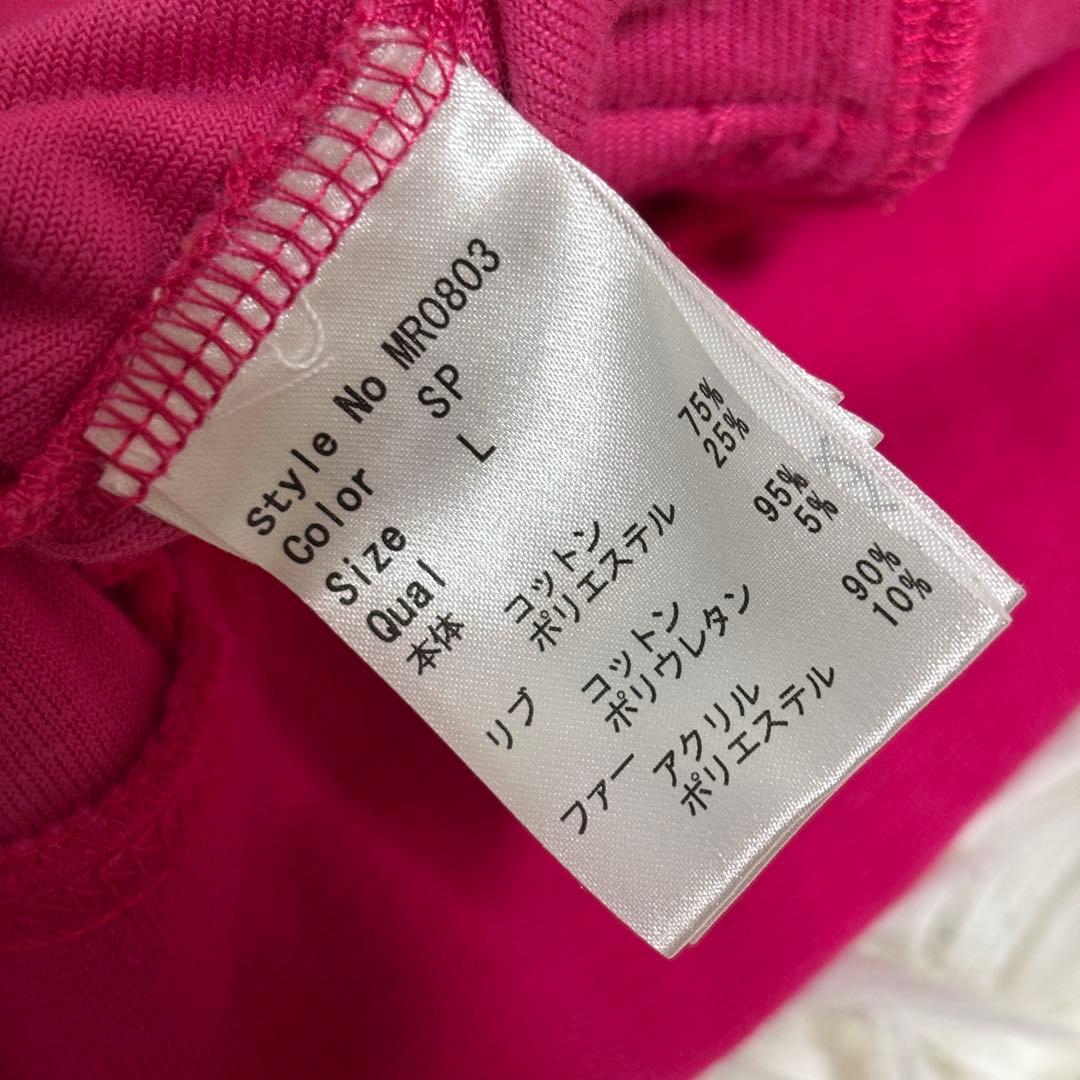 Style No MR0803
Color SP
Size L
Qual
本体 コットン 75%
ポリエステル 25%
リブ コットン 95%
ポリウレタン 5%
ファー アクリル 90%
ポリエステル 10%